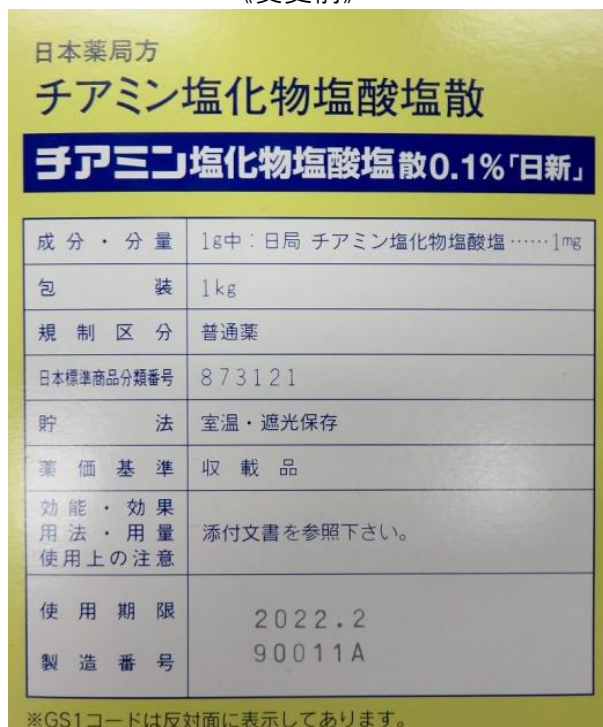 《変更前》
日本薬局方
チアミン塩化物塩酸塩散
チアミン塩化物塩酸塩散0.1%「日新」
成分・分量 1g中：日局 チアミン塩化物塩酸塩……1mg
包装 1kg
規制区分 普通薬
日本標準商品分類番号 873121
貯法 室温・遮光保存
薬価基準 収載品
効能・効果
用法・用量 添付文書を参照下さい。
使用上の注意
使用期限 2022.2
製造番号 90011A
※GS1コードは反対面に表示してあります。